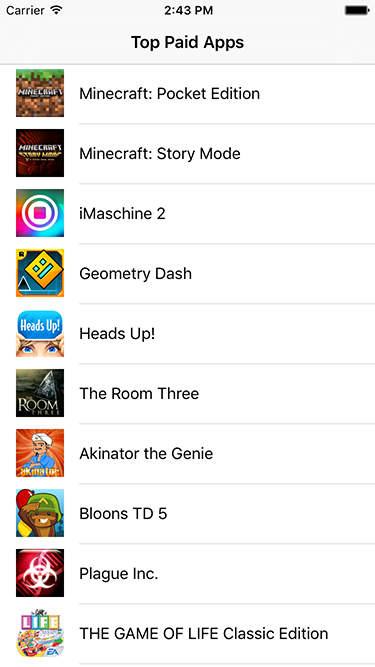 Carrier 2:43 PM
Top Paid Apps
MINECRAFT
Minecraft: Pocket Edition
MINECRAFT
STORY MODE
Minecraft: Story Mode
iMaschine 2
Geometry Dash
Heads Up!
Heads Up!
THE
ROOM
THREE
The Room Three
akinator
Akinator the Genie
Bloons TD 5
Plague Inc.
LIFE
EA
THE GAME OF LIFE Classic Edition